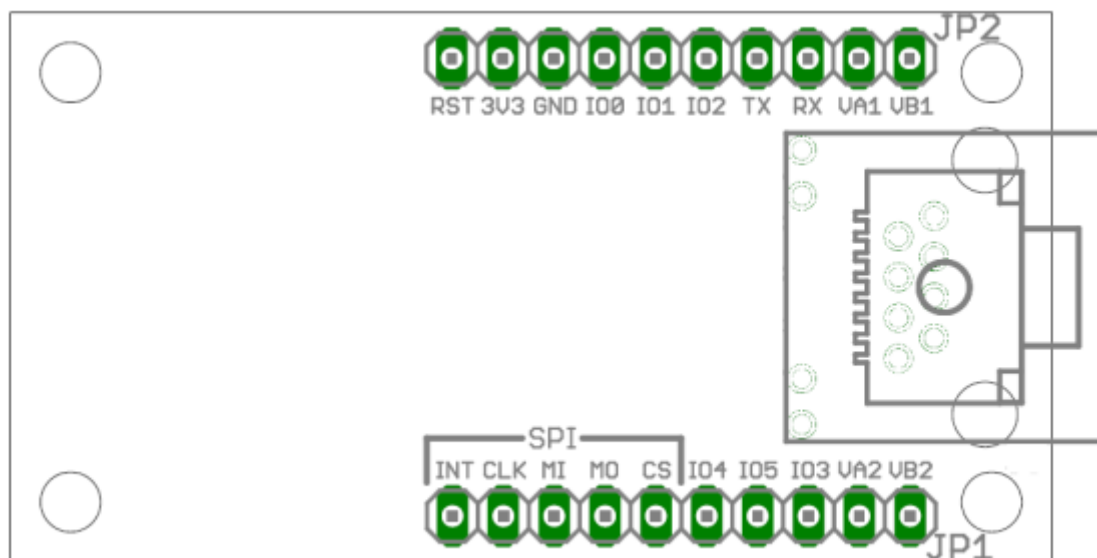 JP2
RST 3V3 GND IO0 IO1 IO2 TX RX VA1 VB1
SPI
INT CLK MI MO CS IO4 IO5 IO3 VA2 VB2
JP1